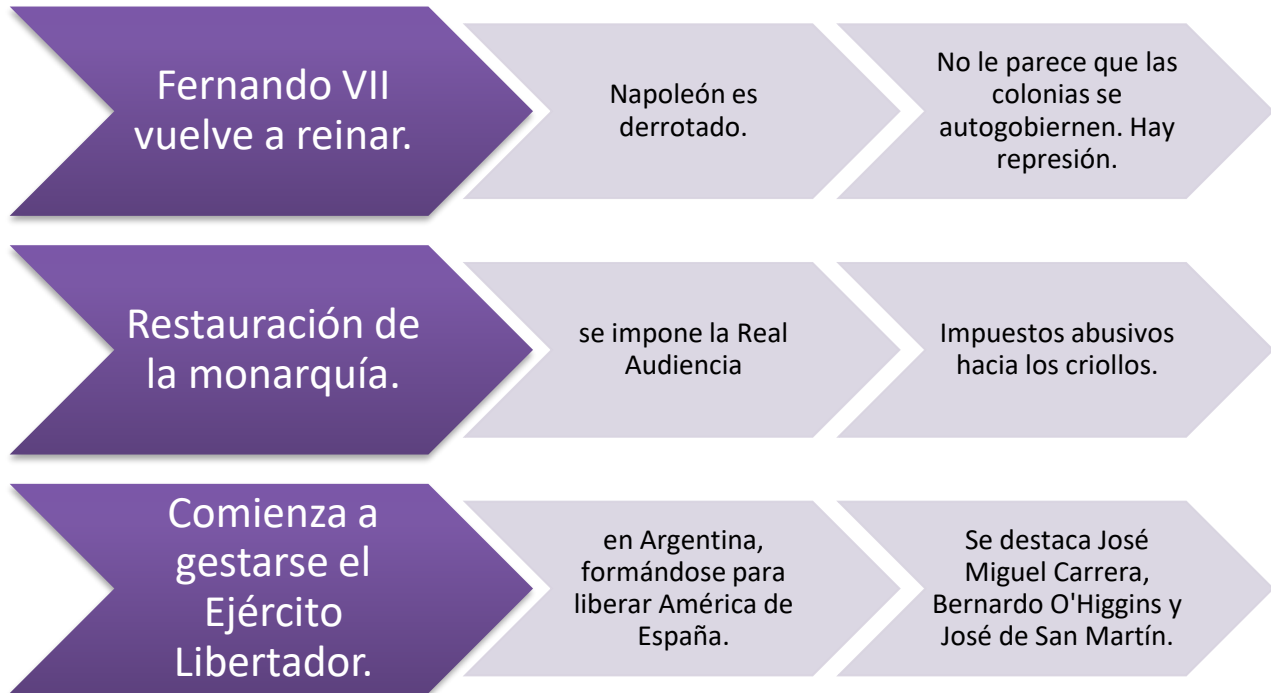 Fernando VII
vuelve a reinar.
Napoleón es
derrotado.
No le parece que las
colonias se
autogobiernen. Hay
represión.
Restauración de
la monarquía.
se impone la Real
Audiencia
Impuestos abusivos
hacia los criollos.
Comienza a
gestarse el
Ejército
Libertador.
en Argentina,
formándose para
liberar América de
España.
Se destaca José
Miguel Carrera,
Bernardo O'Higgins y
José de San Martín.